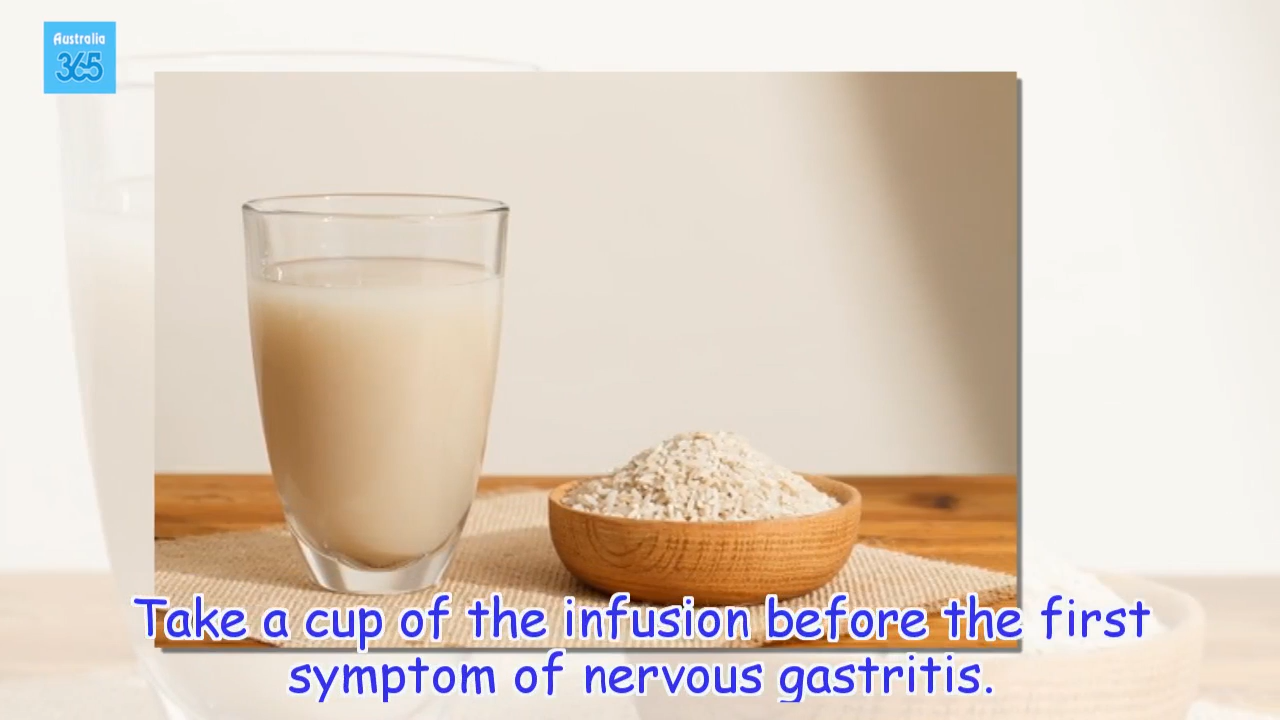 Australia
365
Take a cup of the infusion before the first
symptom of nervous gastritis.